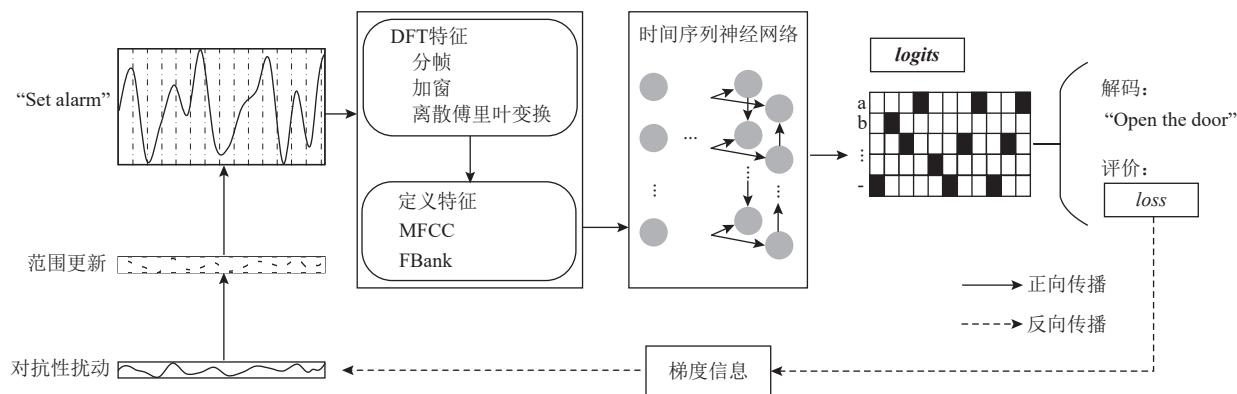 “Set alarm”
DFT特征
分帧
加窗
离散傅里叶变换
定义特征
MFCC
FBank
时间序列神经网络
...
⋮
⋮
⋮
logits
a
b
⋮
-
解码：
“Open the door”
评价：
loss
范围更新
对抗性扰动
梯度信息
正向传播
反向传播